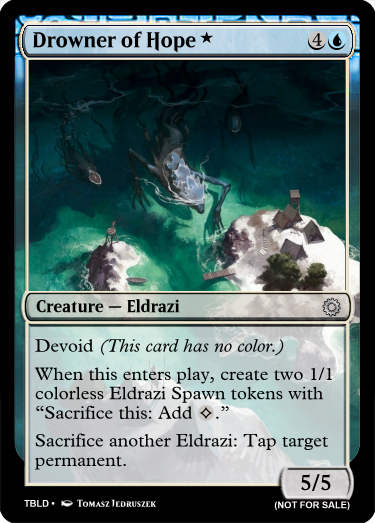 Drowner of Hope ★ 4
Creature — Eldrazi
Devoid (This card has no color.)
When this enters play, create two 1/1
colorless Eldrazi Spawn tokens with
“Sacrifice this: Add .”
Sacrifice another Eldrazi: Tap target
permanent.
5/5
TBLD • Tomasz Jedruszek
(NOT FOR SALE)